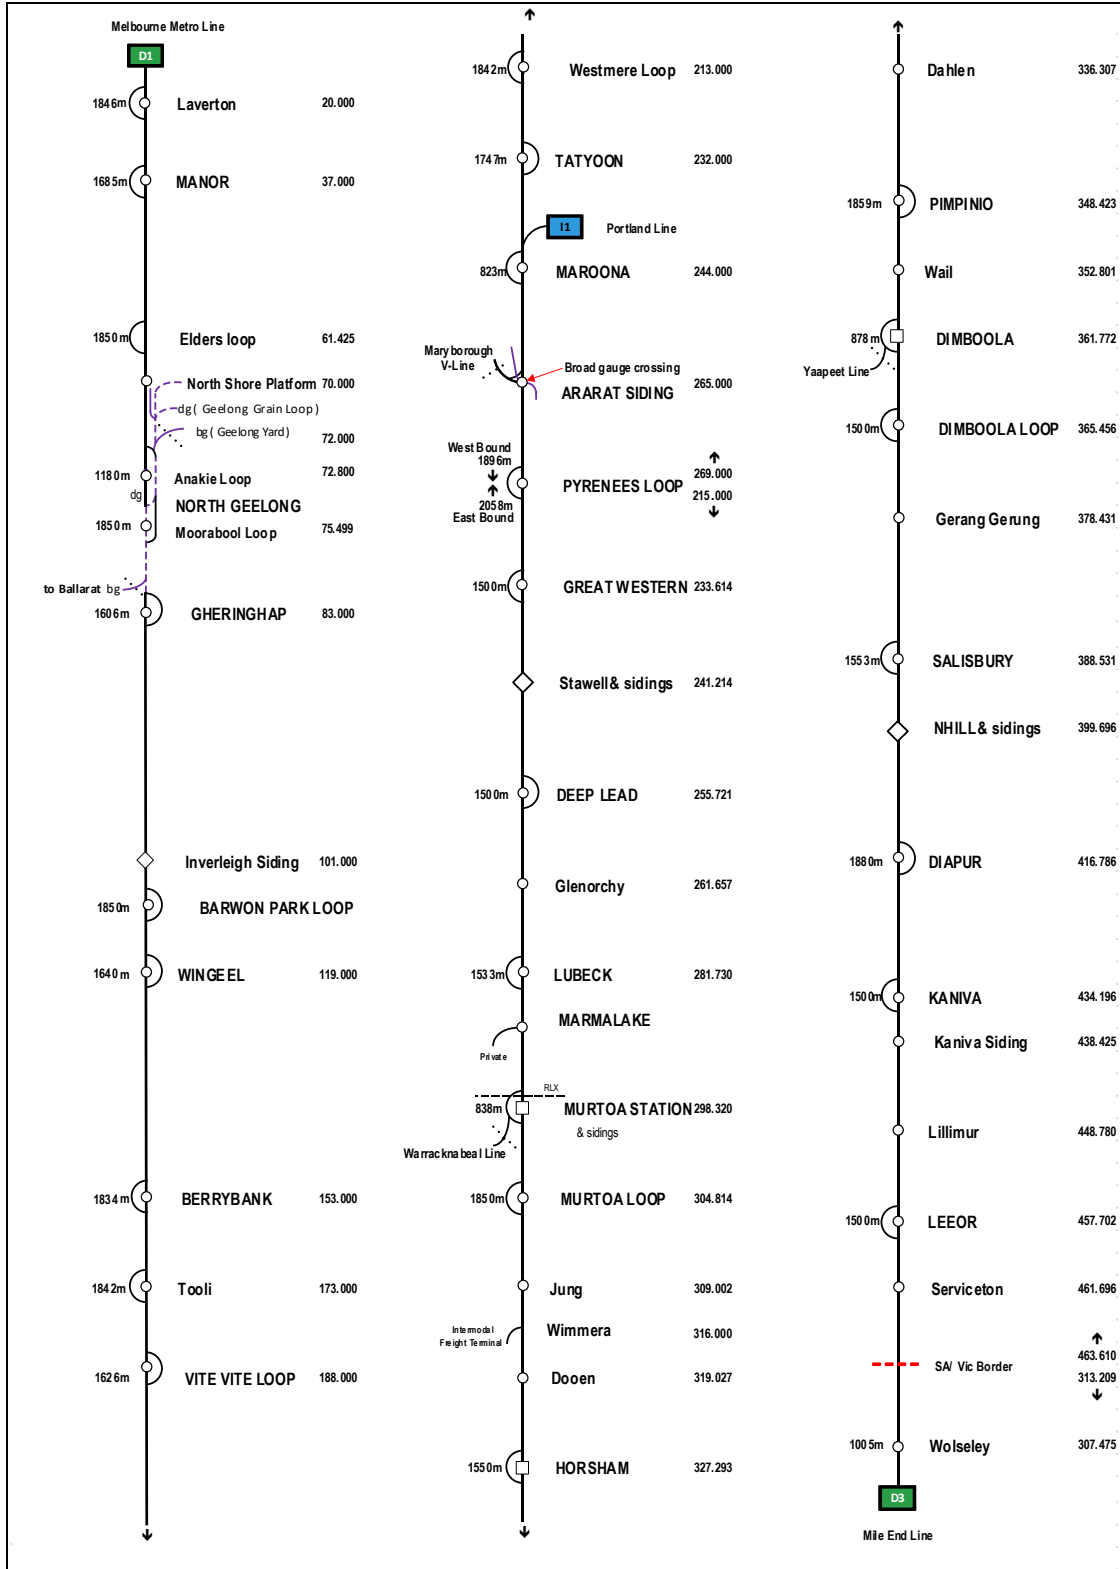 Melbourne Metro Line
D1
1846m Laverton 20.000
1685m MANOR 37.000
1850m Elders loop 61.425
North Shore Platform 70.000
dg ( Geelong Grain Loop )
bg ( Geelong Yard) 72.000
1180m Anakie Loop 72.800
dg
NORTH GEELONG
1850m Moorabool Loop 75.499
to Ballarat bg
1606m GHERINGHAP 83.000
Inverleigh Siding 101.000
1850m BARWON PARK LOOP
1640m WINGEEL 119.000
1834m BERRYBANK 153.000
1842m Tooli 173.000
1626m VITE VITE LOOP 188.000
1842m Westmere Loop 213.000
1747m TATYOON 232.000
I1 Portland Line
823m MAROONA 244.000
Maryborough
V-Line
Broad gauge crossing
ARARAT SIDING 265.000
West Bound
1896m
269.000
PYRENEES LOOP
215.000
2058m
East Bound
1500m GREAT WESTERN 233.614
Stawell & sidings 241.214
1500m DEEP LEAD 255.721
Glenorchy 261.657
1533m LUBECK 281.730
MARMALAKE
Private
RLX
838m MURTOA STATION 298.320
& sidings
Warracknabeal Line
1850m MURTOA LOOP 304.814
Jung 309.002
Intermodal
Freight Terminal
Wimmera 316.000
Dooen 319.027
1550m HORSHAM 327.293
Dahlen 336.307
1859m PIMPINIO 348.423
Wail 352.801
878m DIMBOOLA 361.772
Yaapeet Line
1500m DIMBOOLA LOOP 365.456
Gerang Gerung 378.431
1553m SALISBURY 388.531
NHILL & sidings 399.696
1880m DIAPUR 416.786
1500m KANIVA 434.196
Kaniva Siding 438.425
Lillimur 448.780
1500m LEEOR 457.702
Serviceton 461.696
463.610
SA/ Vic Border
313.209
1005m Wolseley 307.475
D3
Mile End Line